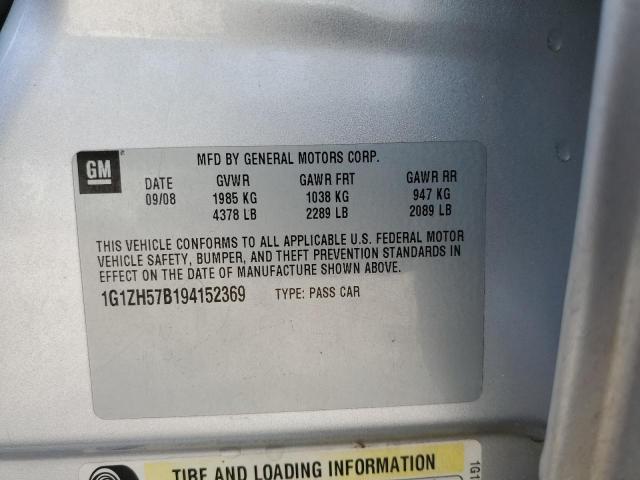 GM
MFD BY GENERAL MOTORS CORP.
DATE GVWR GAWR FRT GAWR RR
09/08 1985 KG 1038 KG 947 KG
4378 LB 2289 LB 2089 LB
THIS VEHICLE CONFORMS TO ALL APPLICABLE U.S. FEDERAL MOTOR
VEHICLE SAFETY, BUMPER, AND THEFT PREVENTION STANDARDS IN
EFFECT ON THE DATE OF MANUFACTURE SHOWN ABOVE.
1G1ZH57B194152369 TYPE: PASS CAR
TIRE AND LOADING INFORMATION
1G1